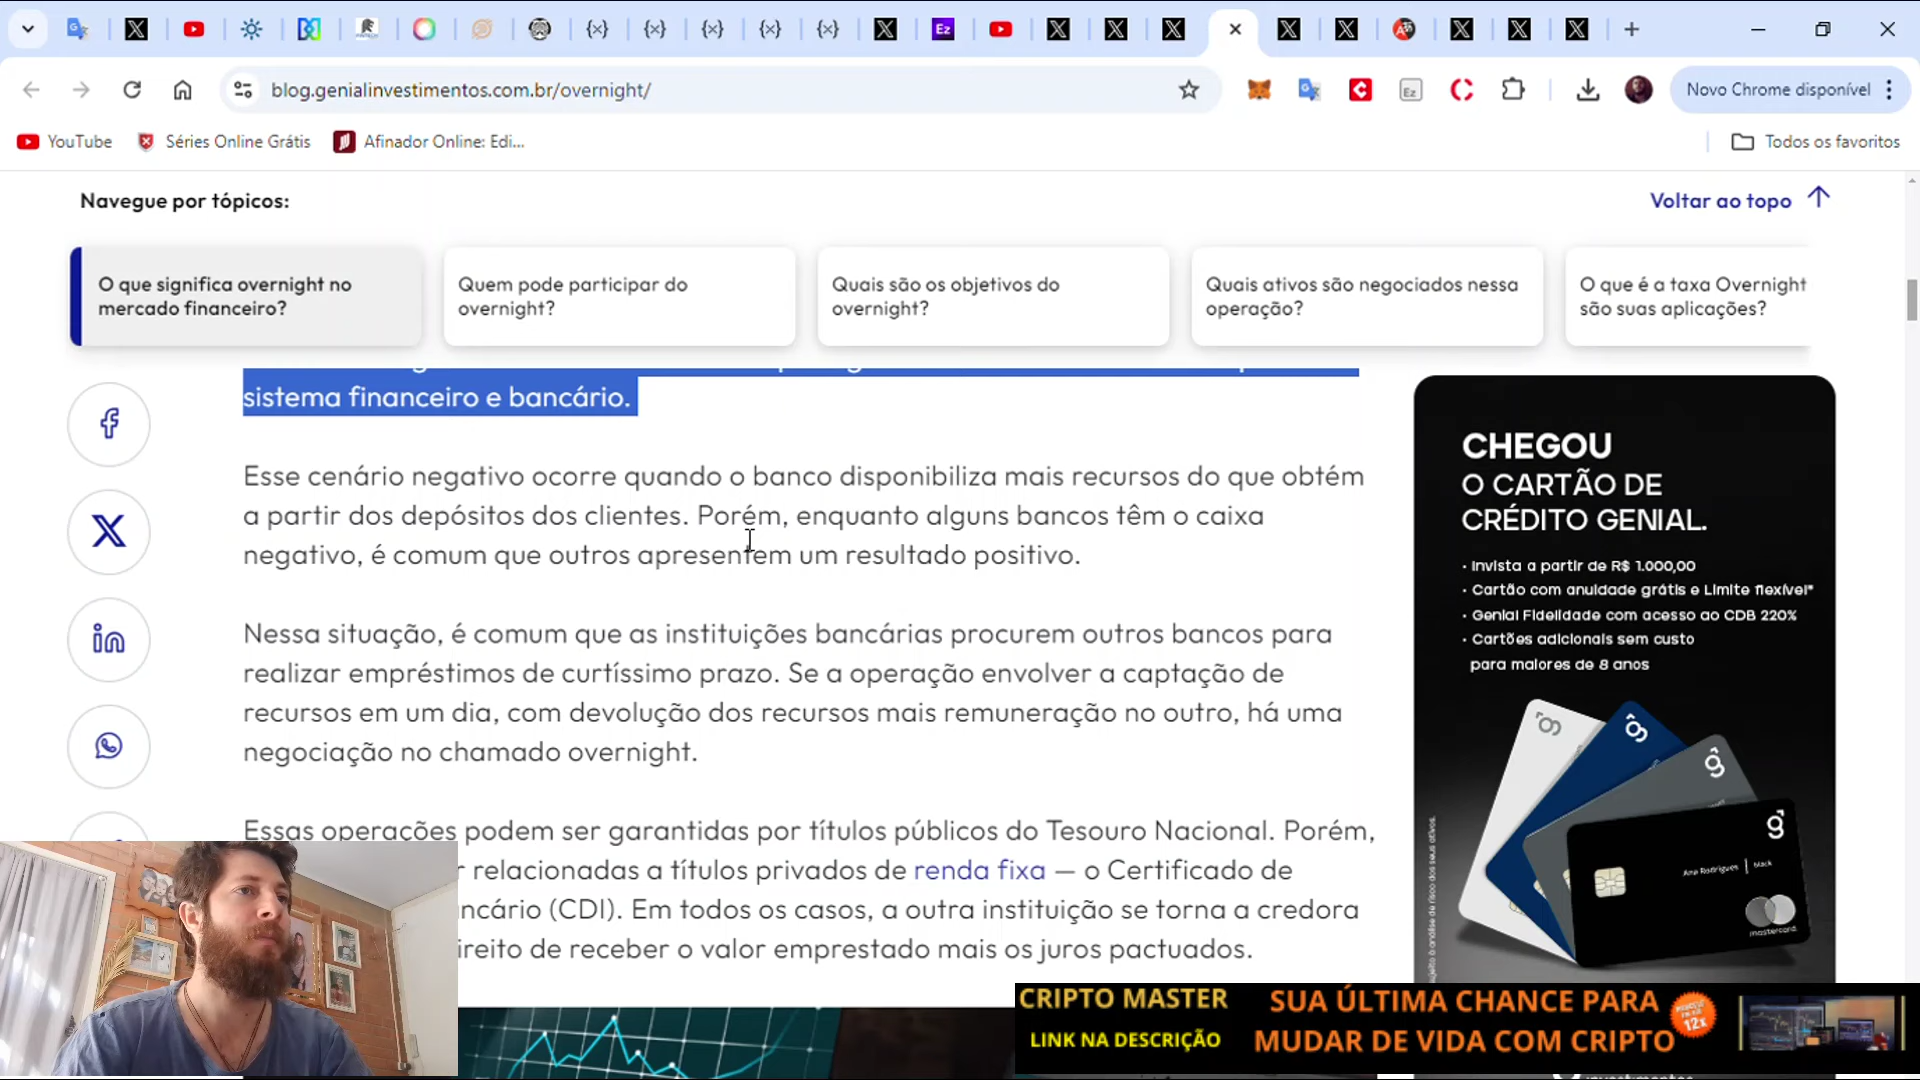 blog.genialinvestimentos.com.br/overnight/
Novo Chrome disponível
YouTube
Séries Online Grátis
Afinador Online: Edi...
Todos os favoritos
Navegue por tópicos:
Voltar ao topo
O que significa overnight no
mercado financeiro?
Quem pode participar do
overnight?
Quais são os objetivos do
overnight?
Quais ativos são negociados nessa
operação?
O que é a taxa Overnight
são suas aplicações?
sistema financeiro e bancário.
Esse cenário negativo ocorre quando o banco disponibiliza mais recursos do que obtém
a partir dos depósitos dos clientes. Porém, enquanto alguns bancos têm o caixa
negativo, é comum que outros apresentem um resultado positivo.
Nessa situação, é comum que as instituições bancárias procurem outros bancos para
realizar empréstimos de curtíssimo prazo. Se a operação envolver a captação de
recursos em um dia, com devolução dos recursos mais remuneração no outro, há uma
negociação no chamado overnight.
Essas operações podem ser garantidas por títulos públicos do Tesouro Nacional. Porém,
r relacionadas a títulos privados de renda fixa — o Certificado de
ncário (CDI). Em todos os casos, a outra instituição se torna a credora
ireito de receber o valor emprestado mais os juros pactuados.
CHEGOU
O CARTÃO DE
CRÉDITO GENIAL.
• Invista a partir de R$ 1.000,00
• Cartão com anuidade grátis e Limite flexível*
• Genial Fidelidade com acesso ao CDB 220%
• Cartões adicionais sem custo
para maiores de 8 anos
Ana Rodrigues | black
mastercard
CRIPTO MASTER
LINK NA DESCRIÇÃO
SUA ÚLTIMA CHANCE PARA
MUDAR DE VIDA COM CRIPTO
12x